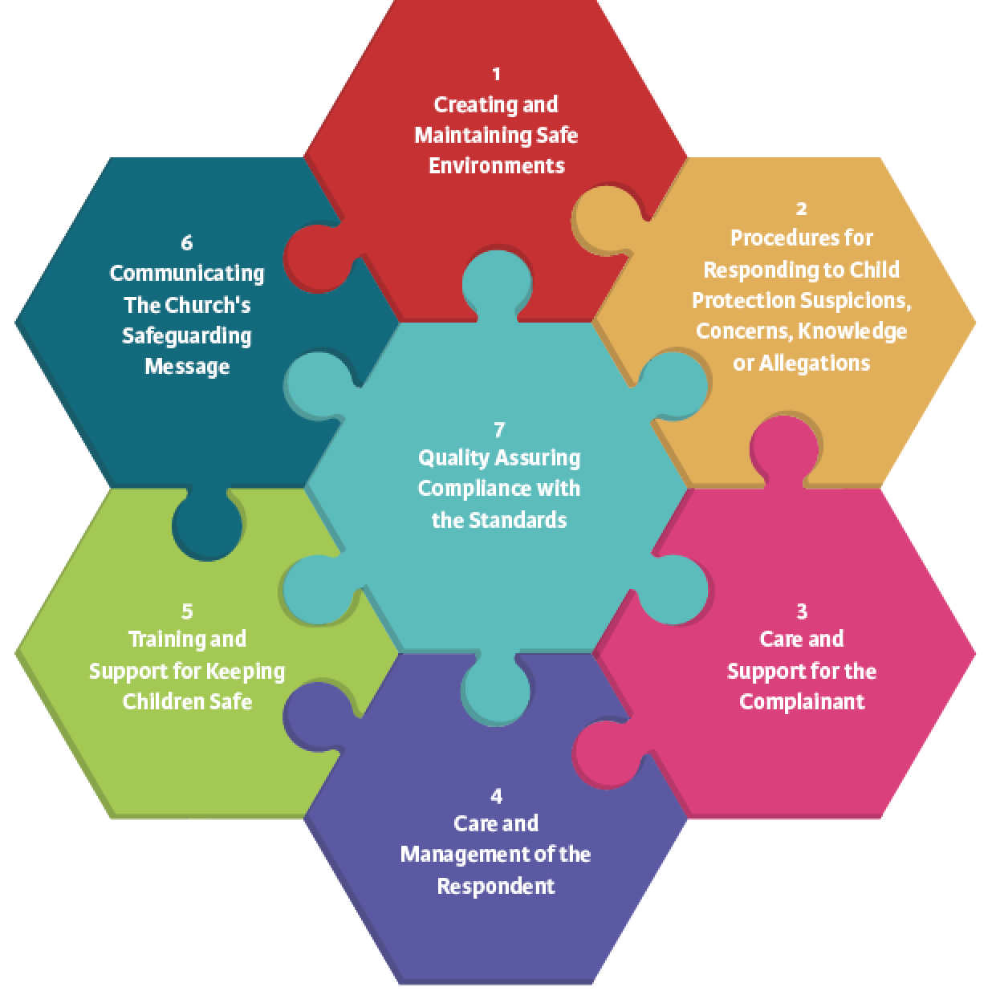 1
Creating and
Maintaining Safe
Environments
2
Procedures for
Responding to Child
Protection Suspicions,
Concerns, Knowledge
or Allegations
6
Communicating
The Church's
Safeguarding
Message
7
Quality Assuring
Compliance with
the Standards
5
Training and
Support for Keeping
Children Safe
3
Care and
Support for the
Complainant
4
Care and
Management of the
Respondent